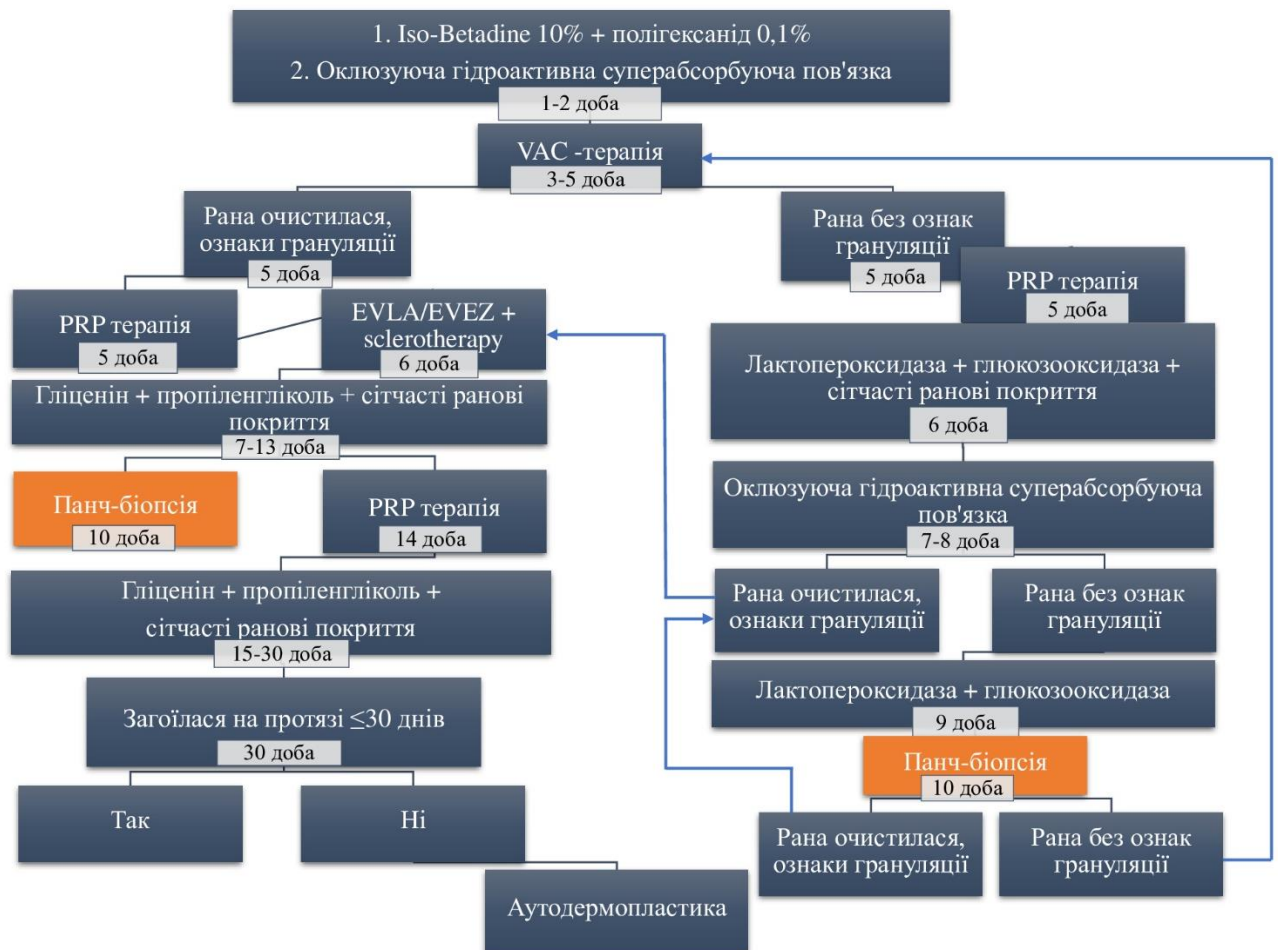 1. Iso-Betadine 10% + полігексанід 0,1%
2. Оклюзуюча гідроактивна суперабсорбуюча пов'язка
1-2 доба
VAC -терапія
3-5 доба
Рана очистилася,
ознаки грануляції
5 доба
PRP терапія
5 доба
EVLA/EVEZ +
sclerotherapy
6 доба
Гліценін + пропіленгліколь + сітчасті ранові
покриття
7-13 доба
Панч-біопсія
10 доба
PRP терапія
14 доба
Гліценін + пропіленгліколь +
сітчасті ранові покриття
15-30 доба
Загоїлася на протязі ≤30 днів
30 доба
Так
Ні
Аутодермопластика
Рана без ознак
грануляції
5 доба
PRP терапія
5 доба
Лактопероксидаза + глюкозооксидаза +
сітчасті ранові покриття
6 доба
Оклюзуюча гідроактивна суперабсорбуюча
пов'язка
7-8 доба
Рана очистилася,
ознаки грануляції
Рана без ознак
грануляції
Лактопероксидаза + глюкозооксидаза
9 доба
Панч-біопсія
10 доба
Рана очистилася,
ознаки грануляції
Рана без ознак
грануляції